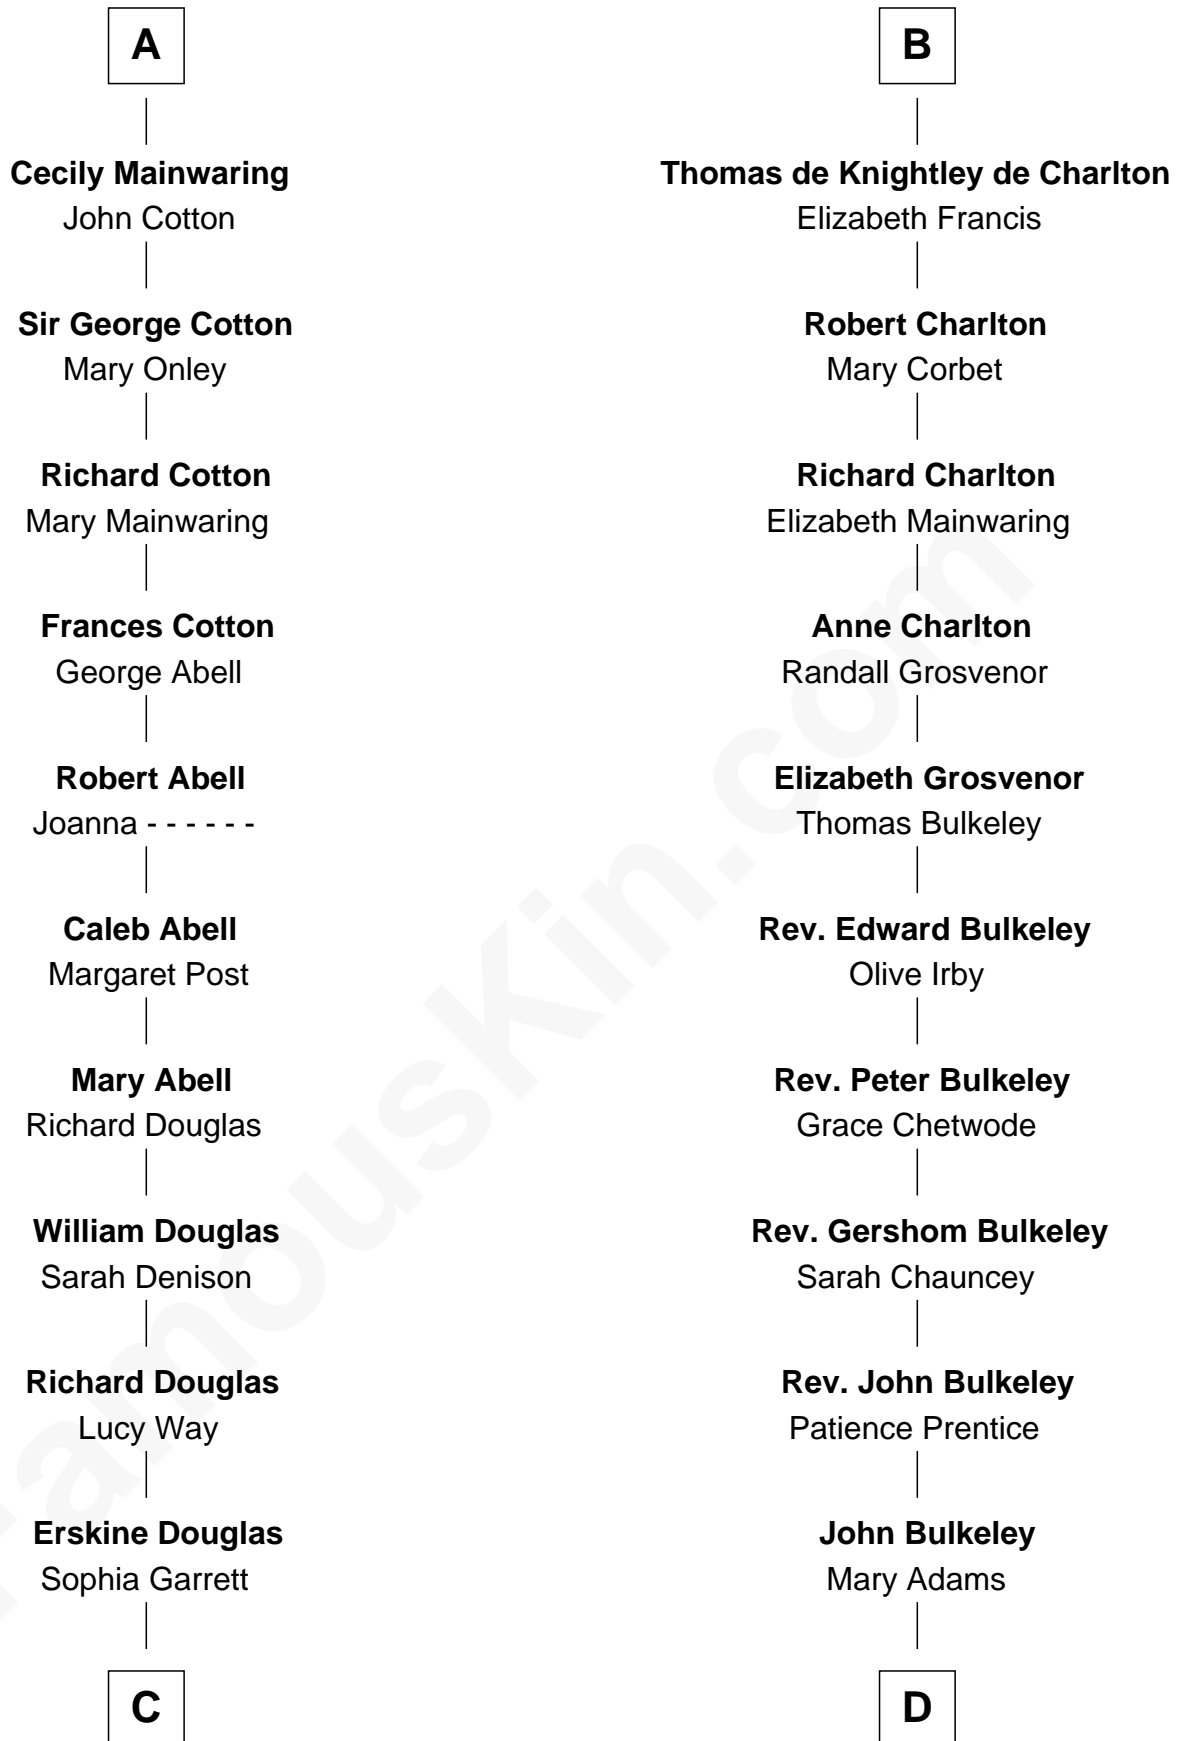 A
Cecily Mainwaring
John Cotton
Sir George Cotton
Mary Onley
Richard Cotton
Mary Mainwaring
Frances Cotton
George Abell
Robert Abell
Joanna - - - - - -
Caleb Abell
Margaret Post
Mary Abell
Richard Douglas
William Douglas
Sarah Denison
Richard Douglas
Lucy Way
Erskine Douglas
Sophia Garrett
C
B
Thomas de Knightley de Charlton
Elizabeth Francis
Robert Charlton
Mary Corbet
Richard Charlton
Elizabeth Mainwaring
Anne Charlton
Randall Grosvenor
Elizabeth Grosvenor
Thomas Bulkeley
Rev. Edward Bulkeley
Olive Irby
Rev. Peter Bulkeley
Grace Chetwode
Rev. Gershom Bulkeley
Sarah Chauncey
Rev. John Bulkeley
Patience Prentice
John Bulkeley
Mary Adams
D
FamousKin.com